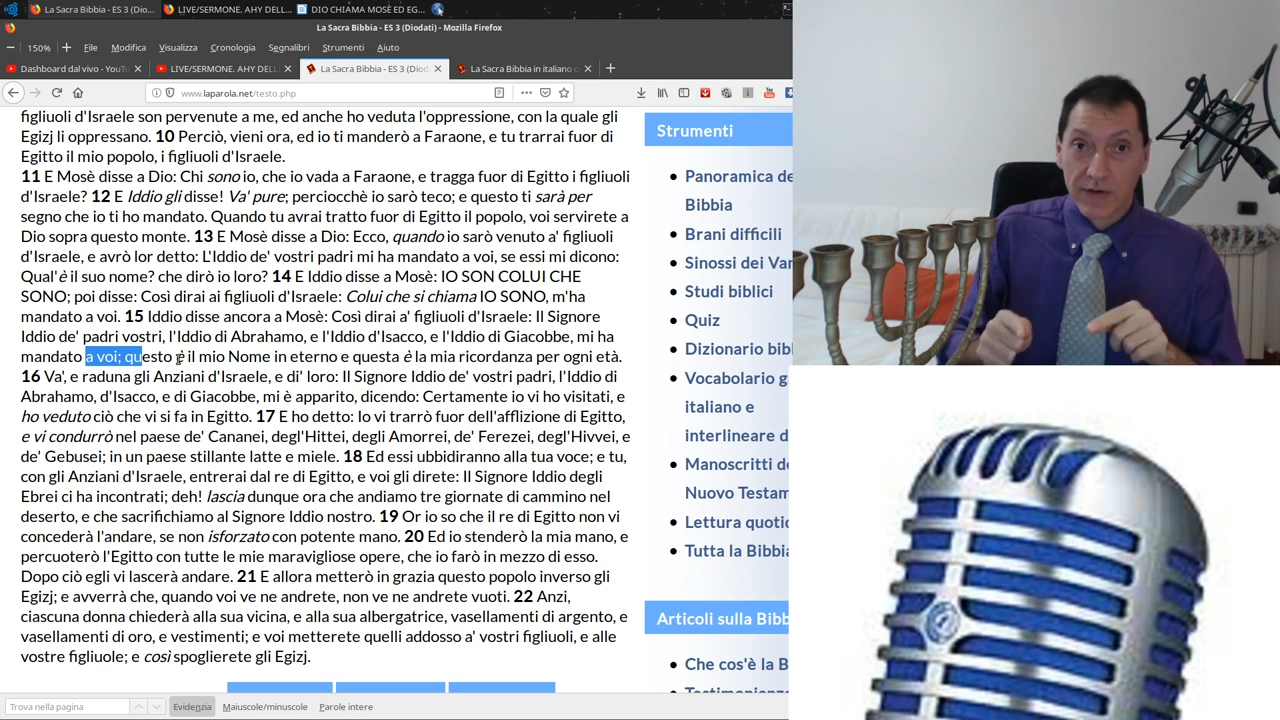 La Sacra Bibbia - ES 3 (Dio...
LIVE/SERMONE. AHY DELL...
DIO CHIAMA MOSÈ ED EG...
La Sacra Bibbia - ES 3 (Diodati) - Mozilla Firefox
150% File Modifica Visualizza Cronologia Segnalibri Strumenti Aiuto
Dashboard dal vivo - YouTu
LIVE/SERMONE. AHY DELL
La Sacra Bibbia - ES 3 (Diod
La Sacra Bibbia in italiano o
www.laparola.net/testo.php
figliuoli d'Israele son pervenute a me, ed anche ho veduta l'oppressione, con la quale gli
Egizj li oppressano. 10 Perciò, vieni ora, ed io ti manderò a Faraone, e tu trarrai fuor di
Egitto il mio popolo, i figliuoli d'Israele.
11 E Mosè disse a Dio: Chi sono io, che io vada a Faraone, e tragga fuor di Egitto i figliuoli
d'Israele? 12 E Iddio gli disse! Va' pure; perciocchè io sarò teco; e questo ti sarà per
segno che io ti ho mandato. Quando tu avrai tratto fuor di Egitto il popolo, voi servirete a
Dio sopra questo monte. 13 E Mosè disse a Dio: Ecco, quando io sarò venuto a' figliuoli
d'Israele, e avrò lor detto: L'Iddio de' vostri padri mi ha mandato a voi, se essi mi dicono:
Qual'è il suo nome? che dirò io loro? 14 E Iddio disse a Mosè: IO SON COLUI CHE
SONO; poi disse: Così dirai ai figliuoli d'Israele: Colui che si chiama IO SONO, m'ha
mandato a voi. 15 Iddio disse ancora a Mosè: Così dirai a' figliuoli d'Israele: Il Signore
Iddio de' padri vostri, l'Iddio di Abrahamo, e l'Iddio d'Isacco, e l'Iddio di Giacobbe, mi ha
mandato a voi; questo è il mio Nome in eterno e questa è la mia ricordanza per ogni età.
16 Va', e raduna gli Anziani d'Israele, e di' loro: Il Signore Iddio de' vostri padri, l'Iddio di
Abrahamo, d'Isacco, e di Giacobbe, mi è apparito, dicendo: Certamente io vi ho visitati, e
ho veduto ciò che vi si fa in Egitto. 17 E ho detto: Io vi trarrò fuor dell'afflizione di Egitto,
e vi condurrò nel paese de' Cananei, degl'Hittei, degli Amorrei, de' Ferezei, degl'Hivvei, e
de' Gebusei; in un paese stillante latte e miele. 18 Ed essi ubbidiranno alla tua voce; e tu,
con gli Anziani d'Israele, entrerai dal re di Egitto, e voi gli direte: Il Signore Iddio degli
Ebrei ci ha incontrati; deh! lascia dunque ora che andiamo tre giornate di cammino nel
deserto, e che sacrifichiamo al Signore Iddio nostro. 19 Or io so che il re di Egitto non vi
concederà l'andare, se non isforzato con potente mano. 20 Ed io stenderò la mia mano, e
percuoterò l'Egitto con tutte le mie maravigliose opere, che io farò in mezzo di esso.
Dopo ciò egli vi lascerà andare. 21 E allora metterò in grazia questo popolo inverso gli
Egizj; e avverrà che, quando voi ve ne andrete, non ve ne andrete vuoti. 22 Anzi,
ciascuna donna chiederà alla sua vicina, e alla sua albergatrice, vasellamenti di argento, e
vasellamenti di oro, e vestimenti; e voi metterete quelli addosso a' vostri figliuoli, e alle
vostre figliuole; e così spoglierete gli Egizj.
Strumenti
Panoramica de
Bibbia
Brani difficili
Sinossi dei Van
Studi biblici
Quiz
Dizionario bibl
Vocabolario g
italiano e
interlineare d
Manoscritti de
Nuovo Testam
Lettura quotid
Tutta la Bibbia
Articoli sulla Bibb
Che cos'è la B
Testimonianze
Trova nella pagina Evidenzia Maiuscole/minuscole Parole intere